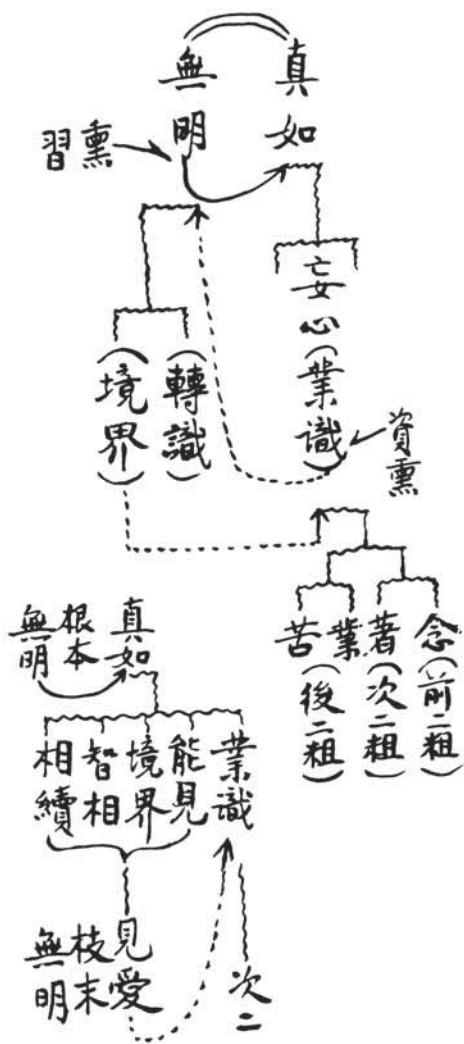 真如
無明
習熏
妄心(業識)
資熏
(轉識)
(境界)
念(前二粗)
著(次二粗)
業
苦(後二粗)
真如
根本
無明
業識
能見
境界
智相
相續
見愛
枝末
無明
次二